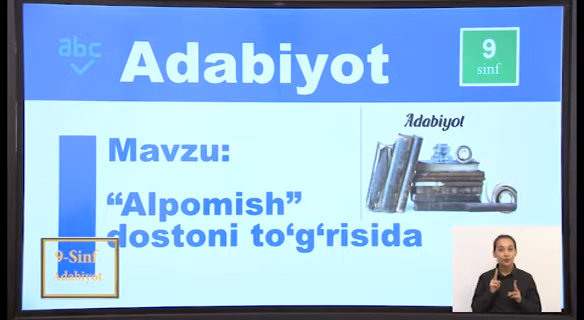 abc
Adabiyot
9
sinf
Adabiyot
Mavzu:
“Alpomish”
dostoni to‘g‘risida
9-Sinf
Adabiyot